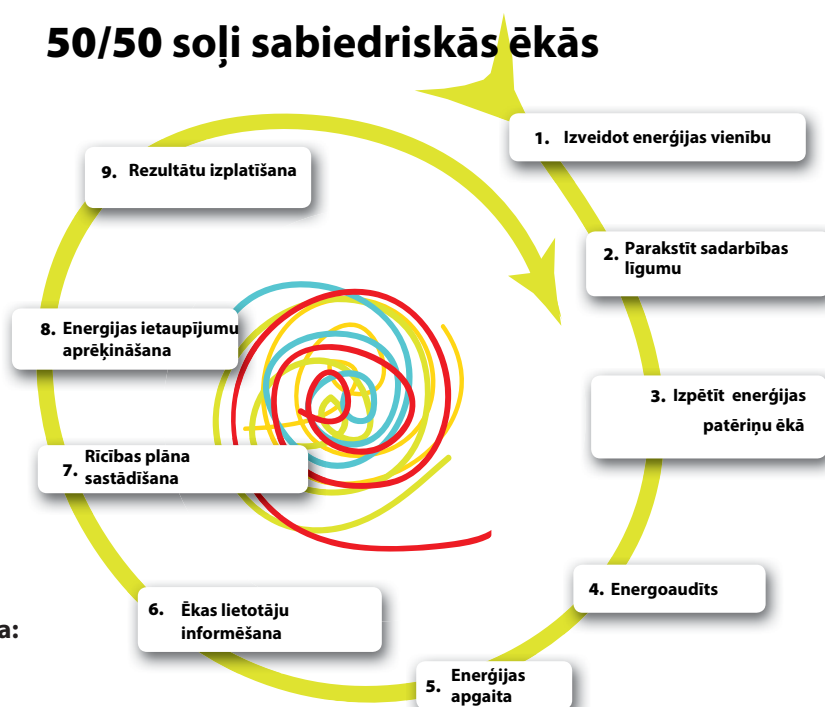 50/50 soļi sabiedriskās ēkās
1. Izveidot enerģijas vienību
2. Parakstīt sadarbības
līgumu
3. Izpētīt enerģijas
patēriņu ēkā
4. Energoaudīts
5. Enerģijas
apgaita
6. Ēkas lietotāju
informēšana
7. Rīcības plāna
sastādīšana
8. Energijas ietaupījumu
aprēķināšana
9. Rezultātu izplatīšana
a: